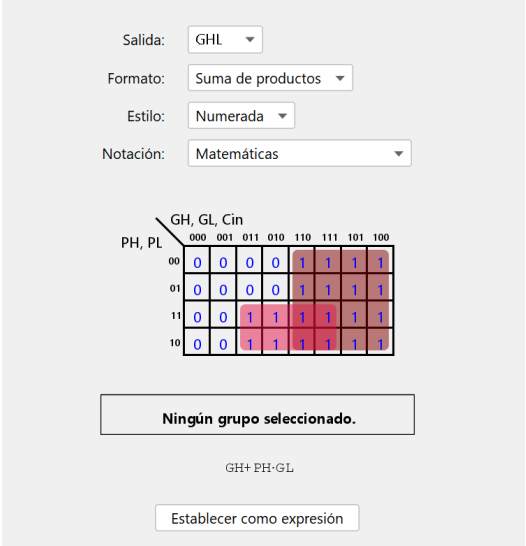 Salida: GHL
Formato: Suma de productos
Estilo: Numerada
Notación: Matemáticas
GH, GL, Cin
PH, PL
000 001 011 010 110 111 101 100
00 0 0 0 0 1 1 1 1
01 0 0 0 0 1 1 1 1
11 0 0 1 1 1 1 1 1
10 0 0 1 1 1 1 1 1
Ningún grupo seleccionado.
GH+ PH·GL
Establecer como expresión